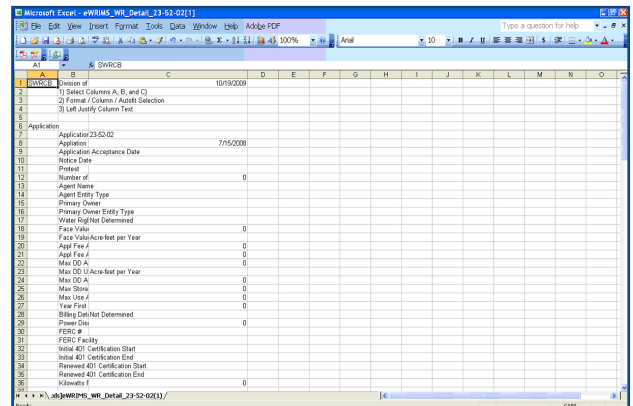 Microsoft Excel - eWRIMS_WR_Detail_23-52-02[1]
File Edit View Insert Format Tools Data Window Help Adobe PDF
Type a question for help
100% Arial 10 B I U $
A1 fx SWRCB
A B C D E F G H I J K L M N O
1 SWRCB Division of 10/19/2009
2 1) Select Columns A, B, and C)
3 2) Format / Column / Autofit Selection
4 3) Left Justify Column Text
5
6 Application
7 Application 23-52-02
8 Appliation 7/15/2008
9 Application Acceptance Date
10 Notice Date
11 Protest
12 Number of 0
13 Agent Name
14 Agent Entity Type
15 Primary Owner
16 Primary Owner Entity Type
17 Water Rigl Not Determined
18 Face Valu 0
19 Face Valu Acre-feet per Year
20 Appl Fee A 0
21 Appl Fee A 0
22 Max DD A 0
23 Max DD U Acre-feet per Year
24 Max DD A 0
25 Max Stora 0
26 Max Use A 0
27 Year First 0
28 Billing Det Not Determined
29 Power Disc 0
30 FERC #
31 FERC Facility
32 Initial 401 Certification Start
33 Initial 401 Certification End
34 Renewed 401 Certification Start
35 Renewed 401 Certification End
36 Kilowatts F 0
.xls]eWRIMS_WR_Detail_23-52-02(1)